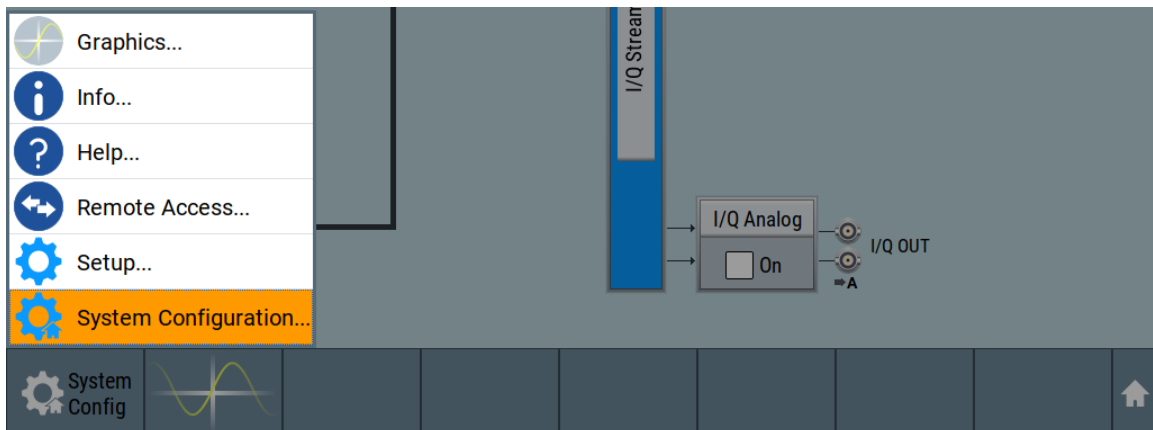 Graphics...
Info...
Help...
Remote Access...
Setup...
System Configuration...
I/Q Stream
I/Q Analog
On
I/Q OUT
A
System
Config